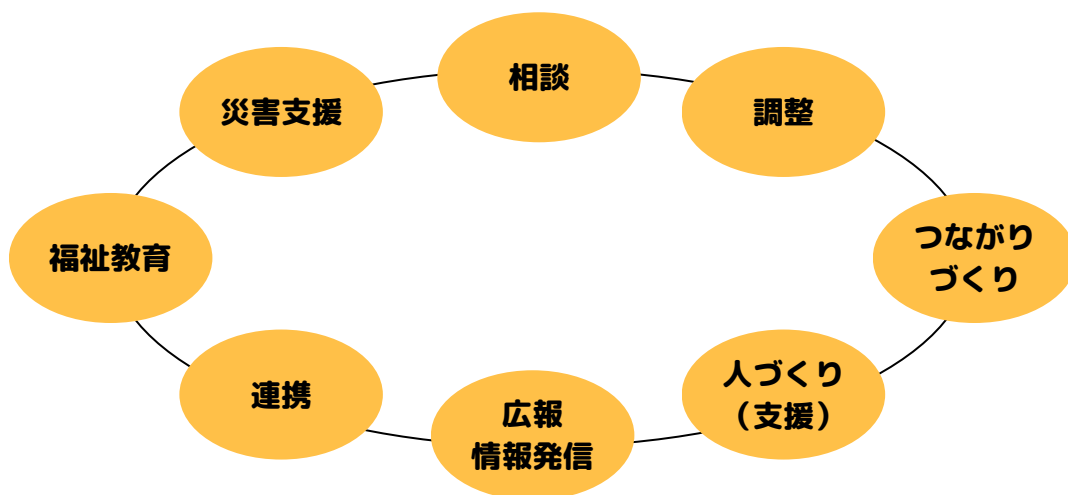 相談
災害支援
調整
福祉教育
つながり
づくり
連携
人づくり
（支援）
広報
情報発信